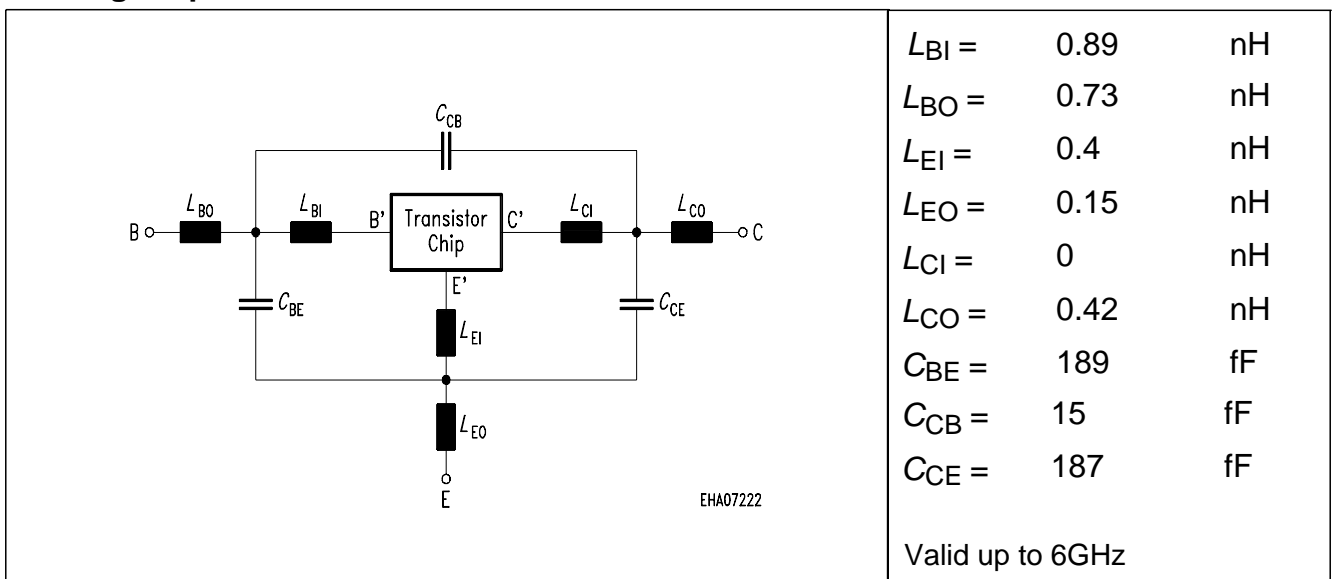 C_CB
L_BO
L_BI
L_CI
L_CO
B
B'
Transistor
Chip
C'
C
E'
C_BE
L_EI
C_CE
L_EO
E
EHA07222
L_BI = 0.89 nH
L_BO = 0.73 nH
L_EI = 0.4 nH
L_EO = 0.15 nH
L_CI = 0 nH
L_CO = 0.42 nH
C_BE = 189 fF
C_CB = 15 fF
C_CE = 187 fF
Valid up to 6GHz